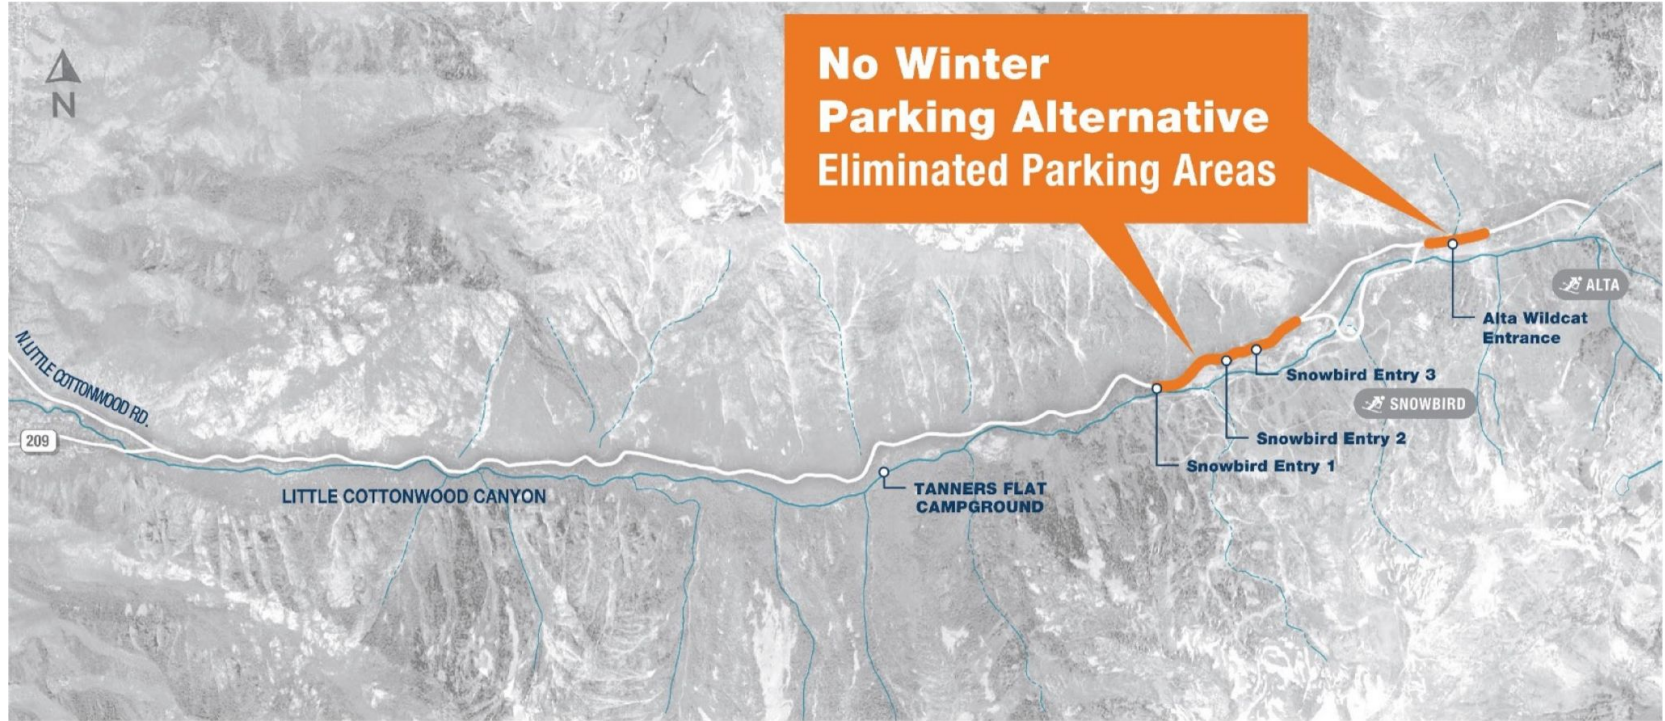 No Winter
Parking Alternative
Eliminated Parking Areas
N
ALTA
Alta Wildcat
Entrance
N. LITTLE COTTONWOOD RD.
Snowbird Entry 3
SNOWBIRD
209
Snowbird Entry 2
Snowbird Entry 1
LITTLE COTTONWOOD CANYON
TANNERS FLAT
CAMPGROUND